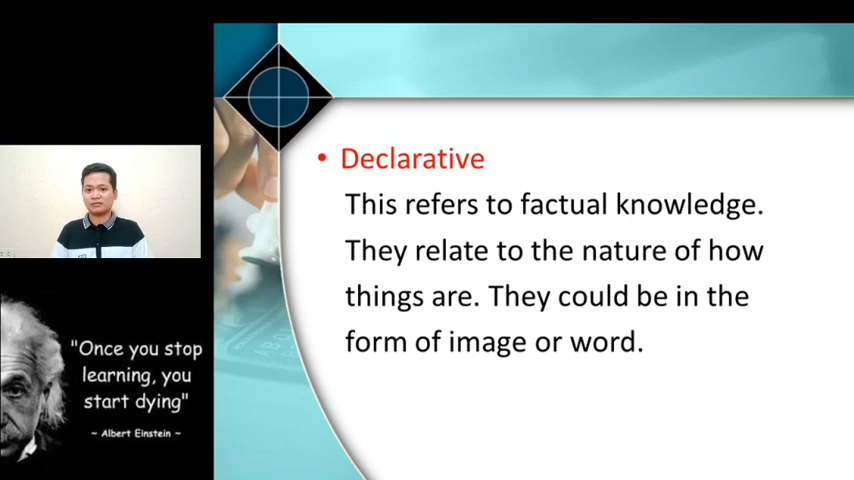 • Declarative
This refers to factual knowledge.
They relate to the nature of how
things are. They could be in the
form of image or word.
"Once you stop
learning, you
start dying"
~ Albert Einstein ~